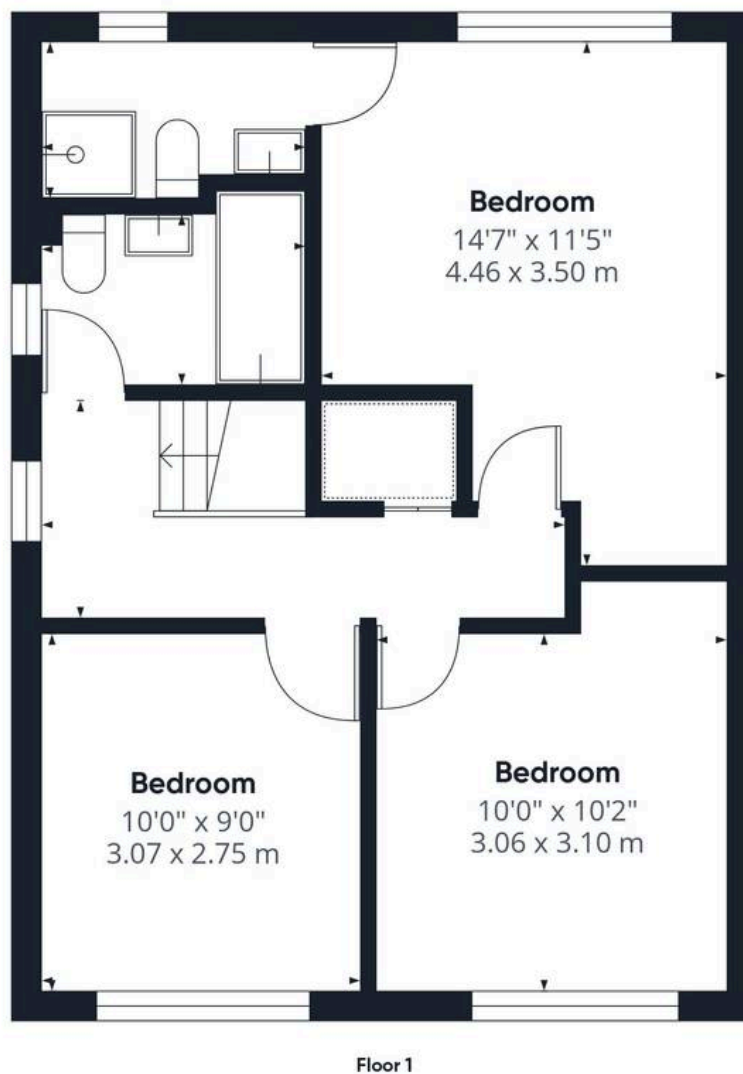 Bedroom
14'7" x 11'5"
4.46 x 3.50 m
Bedroom
10'0" x 9'0"
3.07 x 2.75 m
Bedroom
10'0" x 10'2"
3.06 x 3.10 m
Floor 1